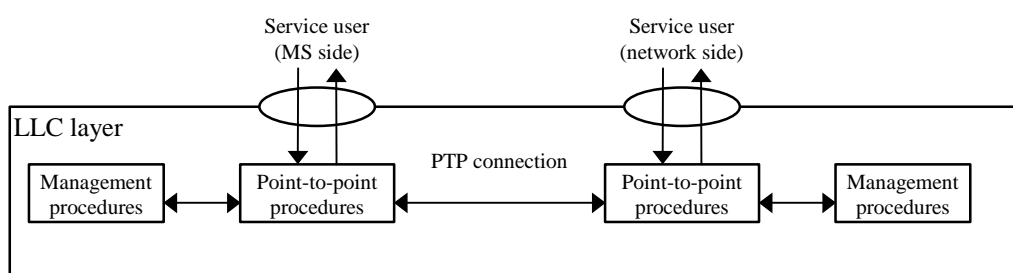 Service user
(MS side)
Service user
(network side)
LLC layer
PTP connection
Management
procedures
Point-to-point
procedures
Point-to-point
procedures
Management
procedures